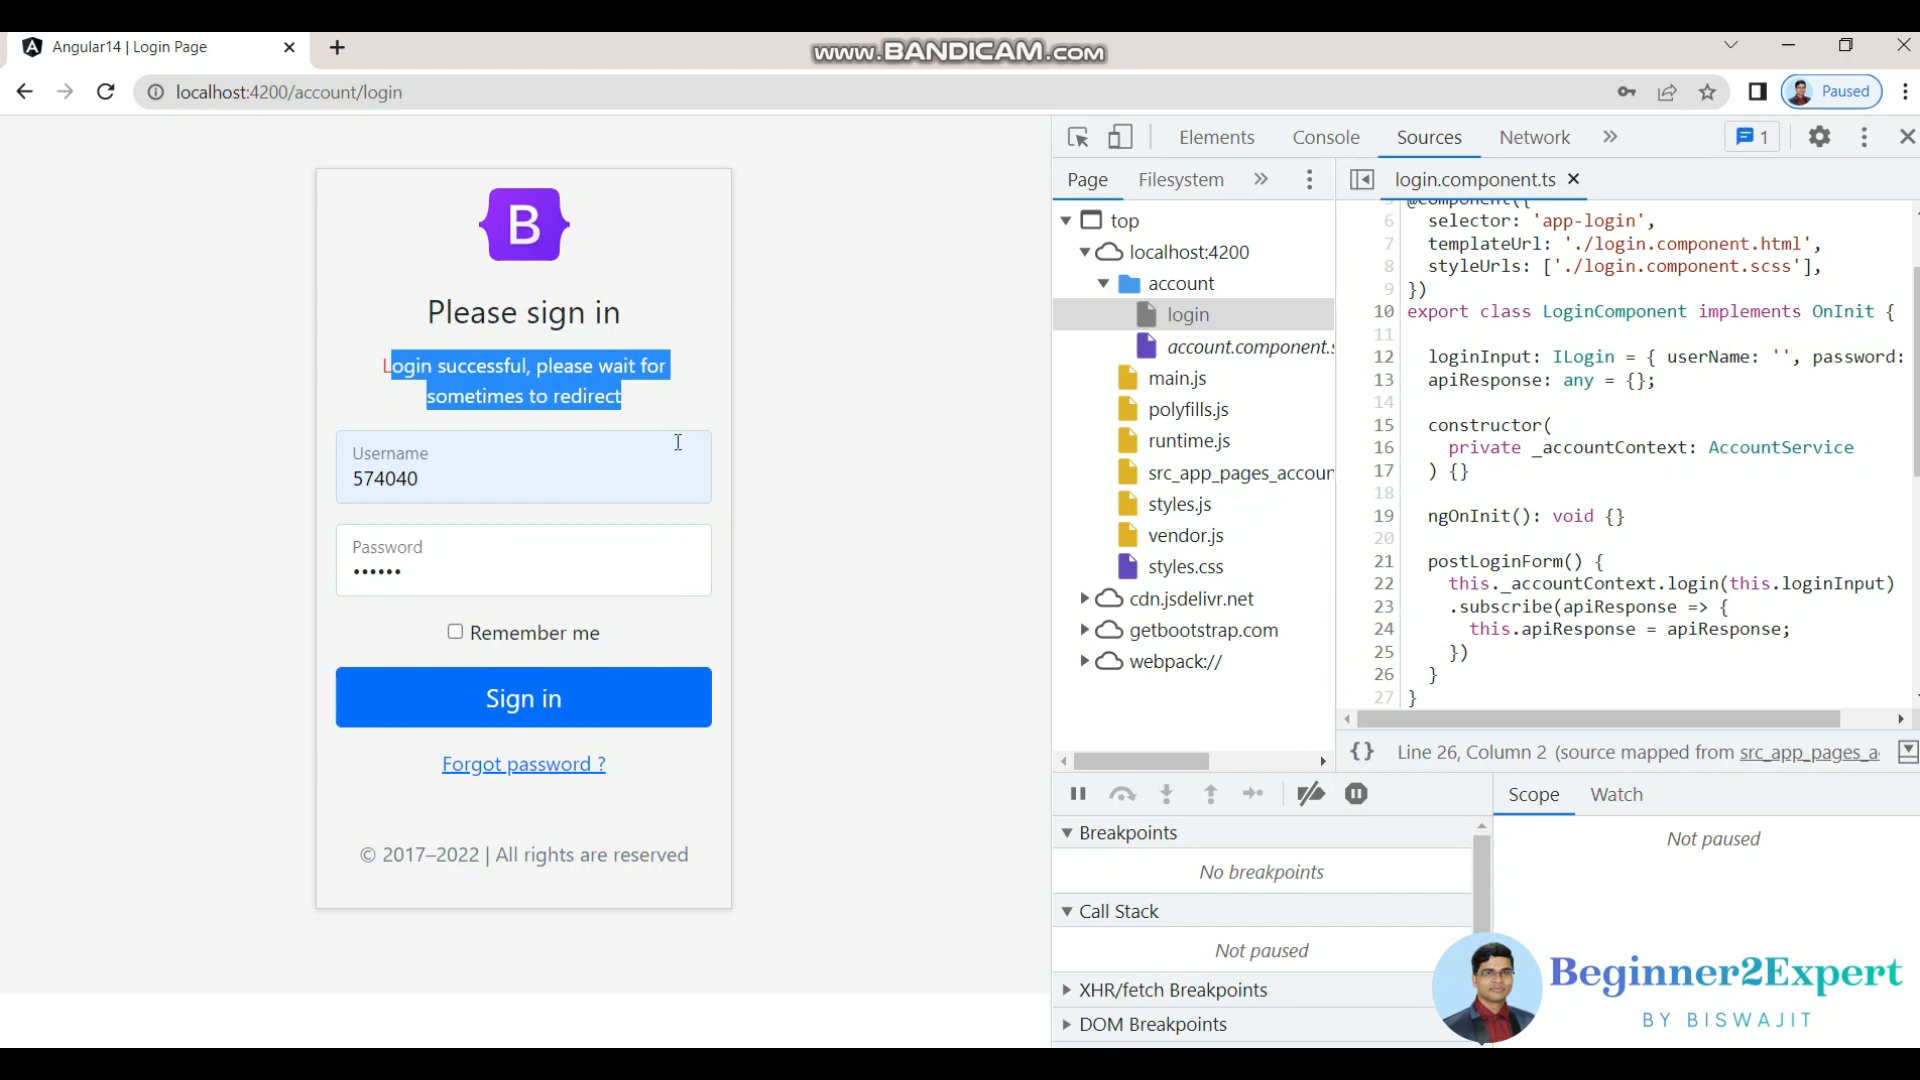 www.BANDICAM.com
Angular14 | Login Page
localhost:4200/account/login
Paused
B
Please sign in
Login successful, please wait for
sometimes to redirect
Username
574040
Password
••••••
Remember me
Sign in
Forgot password ?
© 2017–2022 | All rights are reserved
Elements
Console
Sources
Network
1
Page
Filesystem
top
localhost:4200
account
login
account.component.
main.js
polyfills.js
runtime.js
src_app_pages_accoun
styles.js
vendor.js
styles.css
cdn.jsdelivr.net
getbootstrap.com
webpack://
login.component.ts
@Component({
6 selector: 'app-login',
7 templateUrl: './login.component.html',
8 styleUrls: ['./login.component.scss'],
9 })
10 export class LoginComponent implements OnInit {
11
12 loginInput: ILogin = { userName: '', password:
13 apiResponse: any = {};
14
15 constructor(
16 private _accountContext: AccountService
17 ) {}
18
19 ngOnInit(): void {}
20
21 postLoginForm() {
22 this._accountContext.login(this.loginInput)
23 .subscribe(apiResponse => {
24 this.apiResponse = apiResponse;
25 })
26 }
27 }
{} Line 26, Column 2 (source mapped from src_app_pages_a
Breakpoints
No breakpoints
Call Stack
Not paused
XHR/fetch Breakpoints
DOM Breakpoints
Scope
Watch
Not paused
Beginner2Expert
BY BISWAJIT